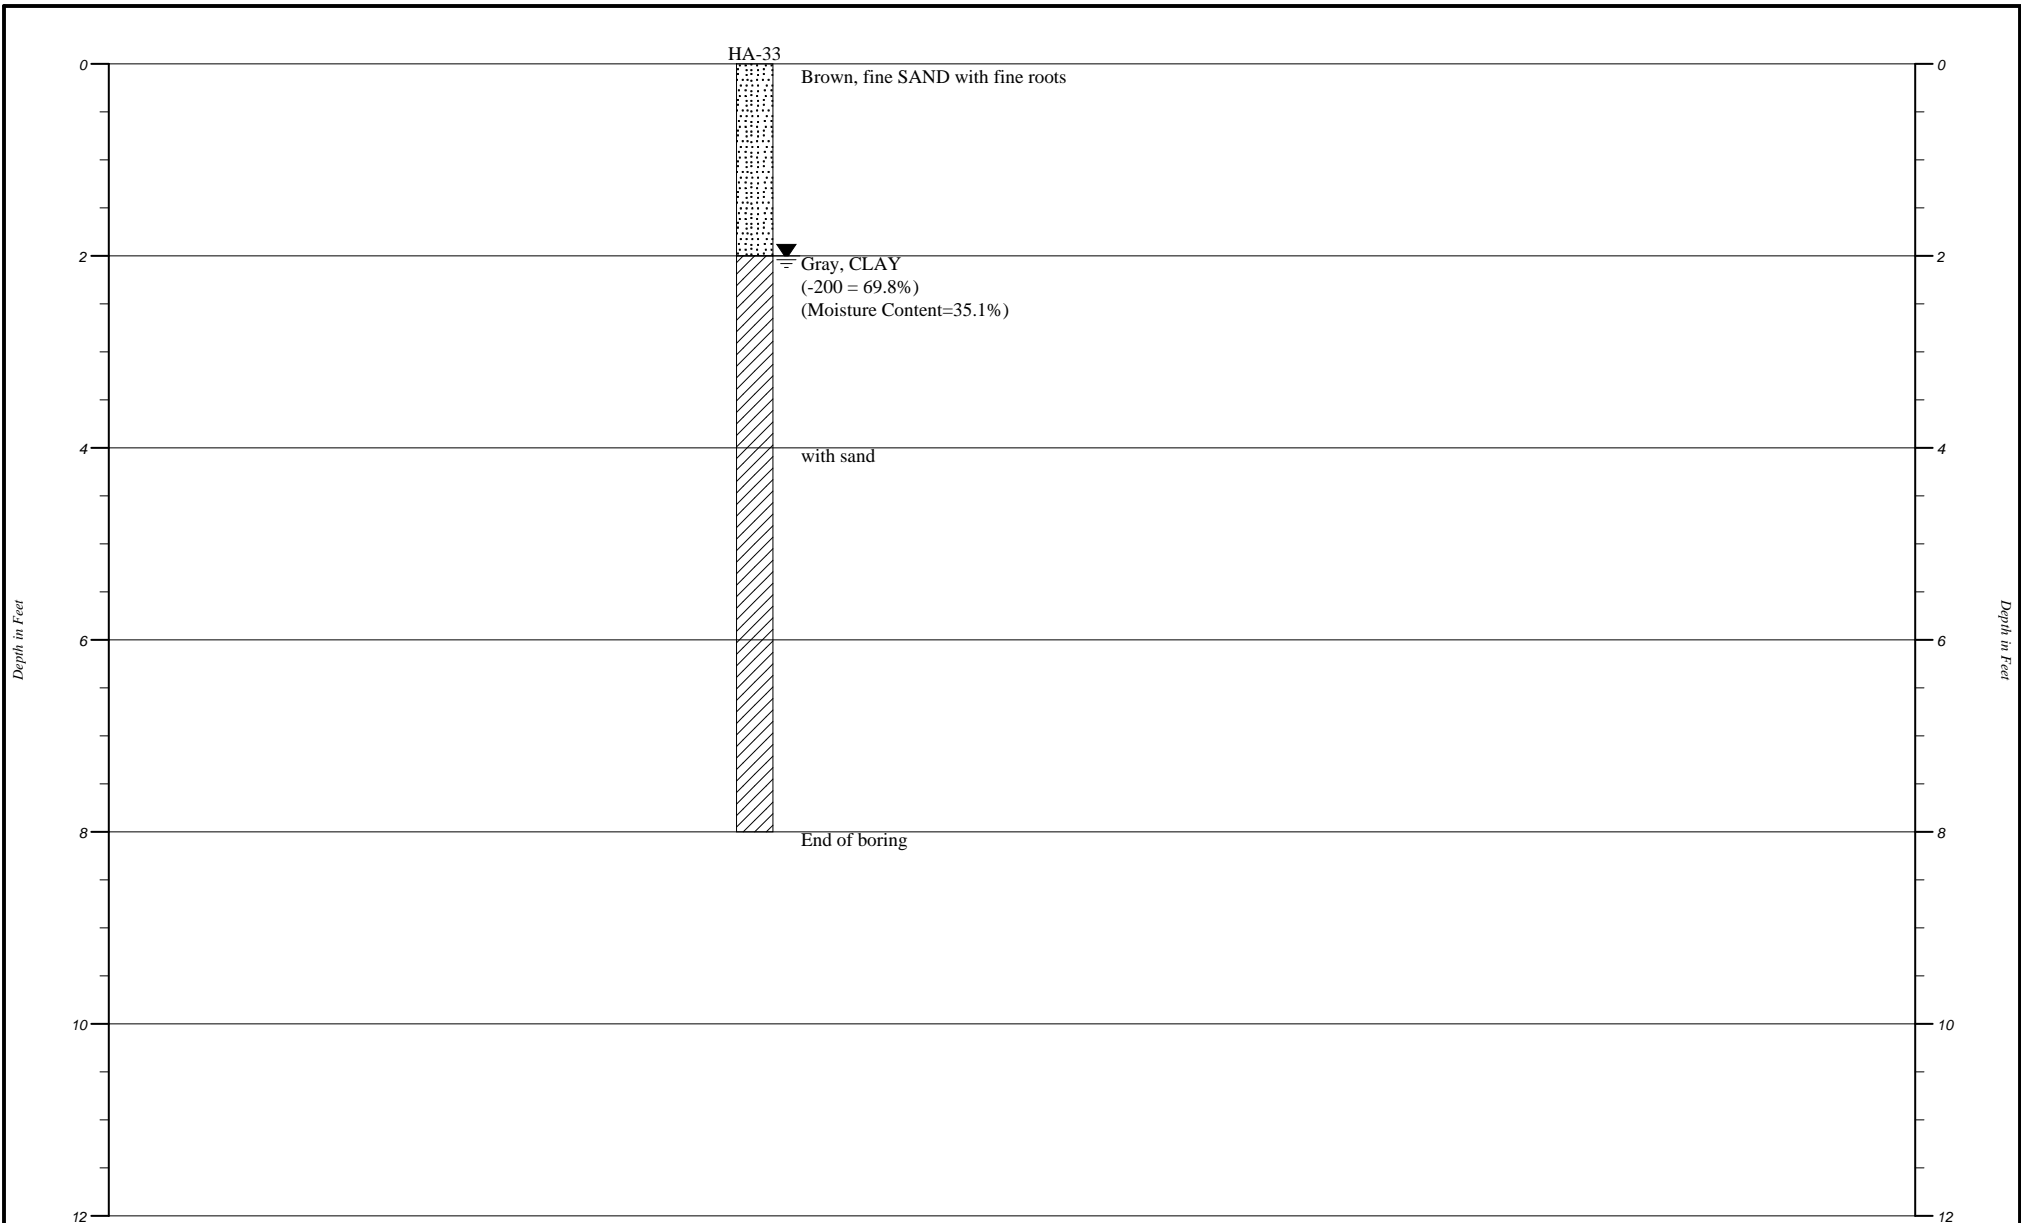 HA-33
0
Brown, fine SAND with fine roots
0
2
Gray, CLAY
(-200 = 69.8%)
(Moisture Content=35.1%)
2
4
with sand
4
Depth in Feet
6
6
Depth in Feet
8
End of boring
8
10
10
12
12